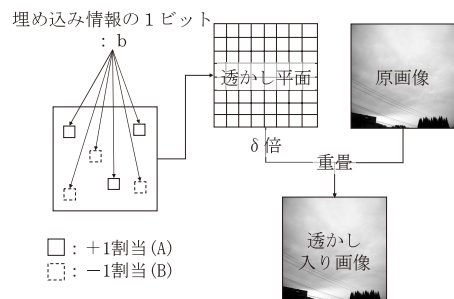 埋め込み情報の１ビット
: b
透かし平面
原画像
δ倍
重畳
透かし
入り画像
: ＋1割当(A)
: －1割当(B)